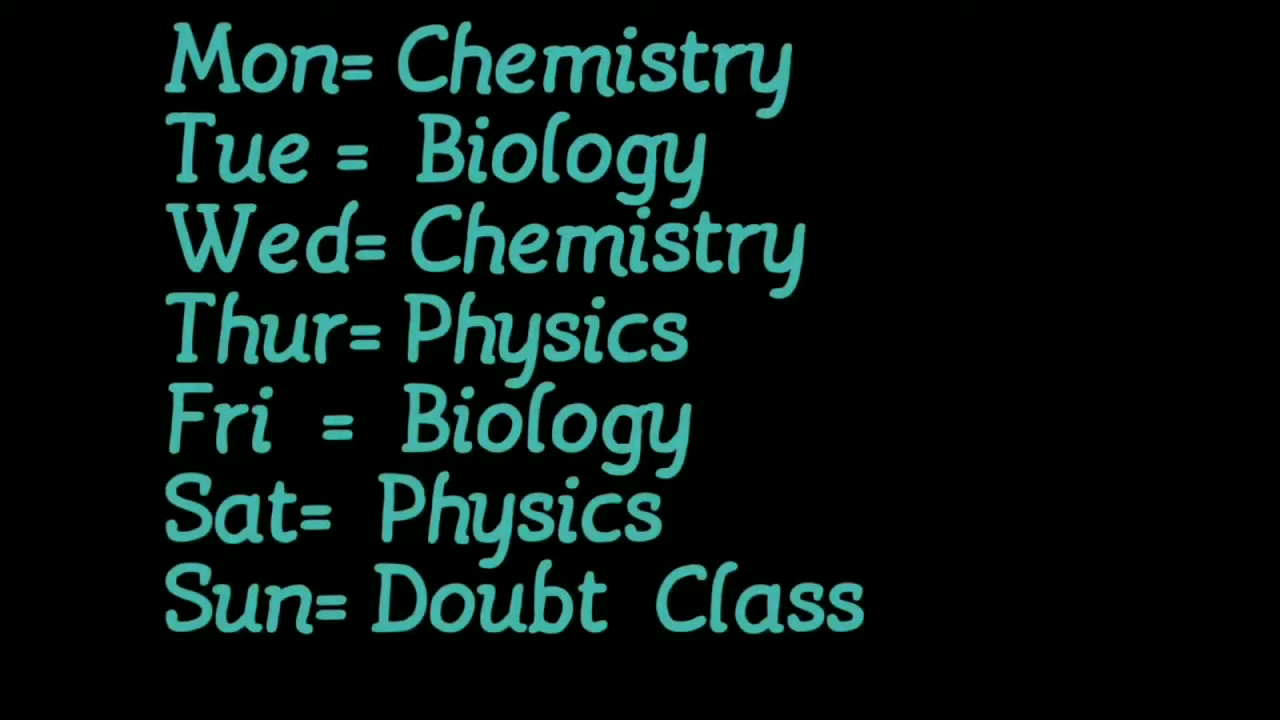 Mon= Chemistry
Tue = Biology
Wed= Chemistry
Thur= Physics
Fri = Biology
Sat= Physics
Sun= Doubt Class